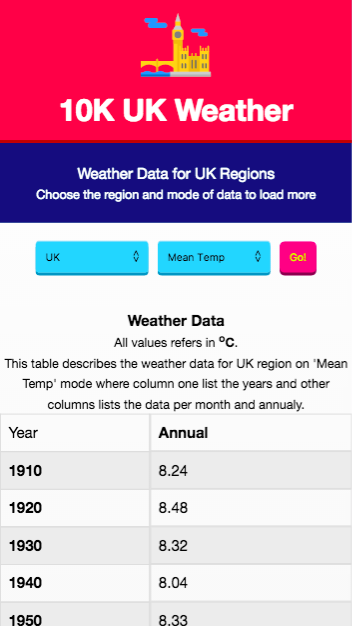 10K UK Weather
Weather Data for UK Regions
Choose the region and mode of data to load more
UK Mean Temp Go!
Weather Data
All values refers in ºC.
This table describes the weather data for UK region on 'Mean
Temp' mode where column one list the years and other
columns lists the data per month and annualy.
Year Annual
1910 8.24
1920 8.48
1930 8.32
1940 8.04
1950 8.33